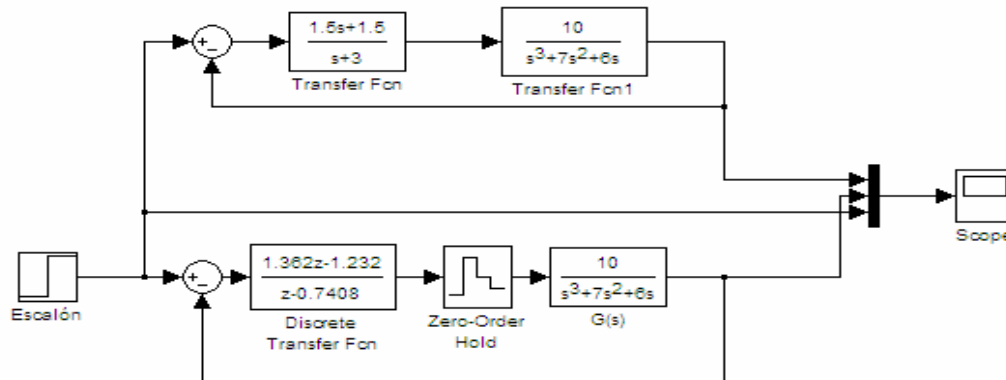 +
-
1.5s+1.5
s+3
Transfer Fcn
10
s³+7s²+6s
Transfer Fcn1
Scope
Escalón
+
-
1.362z-1.232
z-0.7408
Discrete
Transfer Fcn
Zero-Order
Hold
10
s³+7s²+6s
G(s)